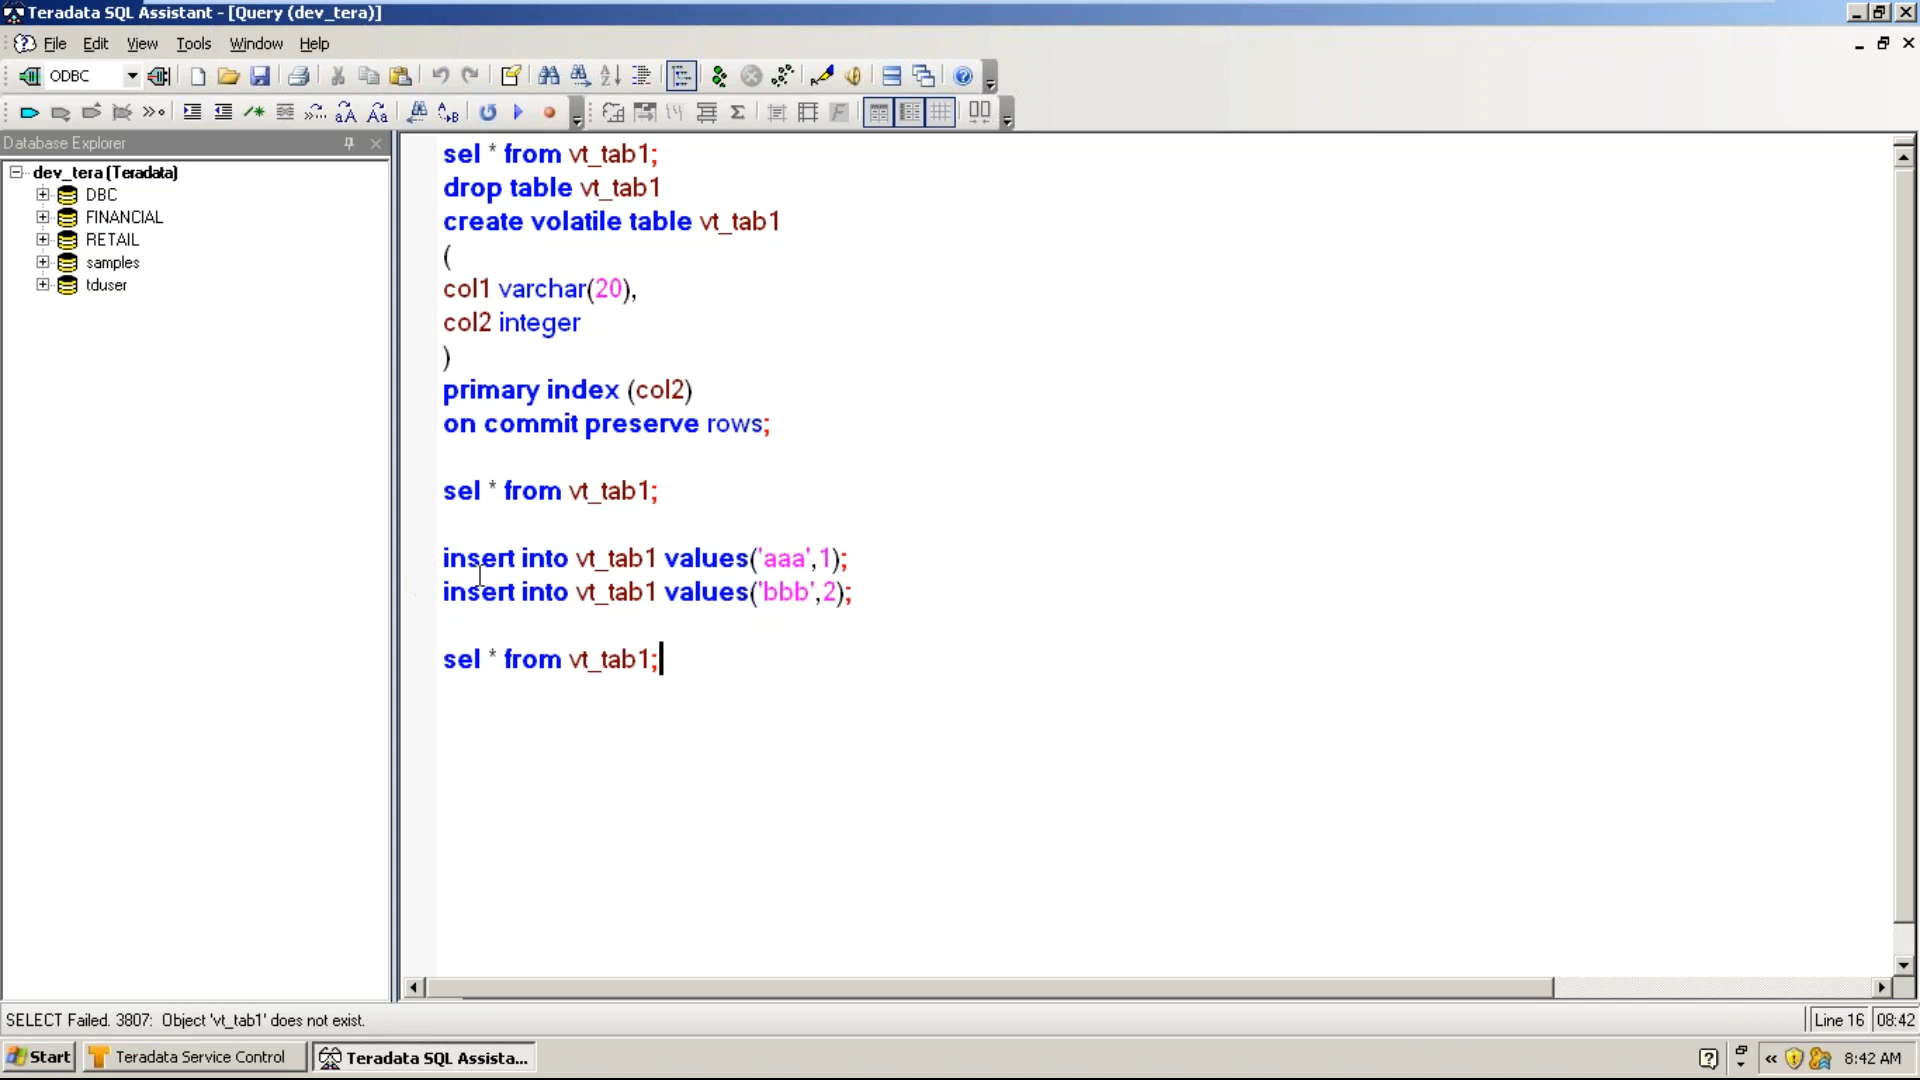 Teradata SQL Assistant - [Query (dev_tera)]
File Edit View Tools Window Help
ODBC
Database Explorer
dev_tera (Teradata)
DBC
FINANCIAL
RETAIL
samples
tduser
sel * from vt_tab1;
drop table vt_tab1
create volatile table vt_tab1
(
col1 varchar(20),
col2 integer
)
primary index (col2)
on commit preserve rows;
sel * from vt_tab1;
insert into vt_tab1 values('aaa',1);
insert into vt_tab1 values('bbb',2);
sel * from vt_tab1;
SELECT Failed. 3807: Object 'vt_tab1' does not exist.
Line 16 08:42
Start Teradata Service Control Teradata SQL Assista... 8:42 AM